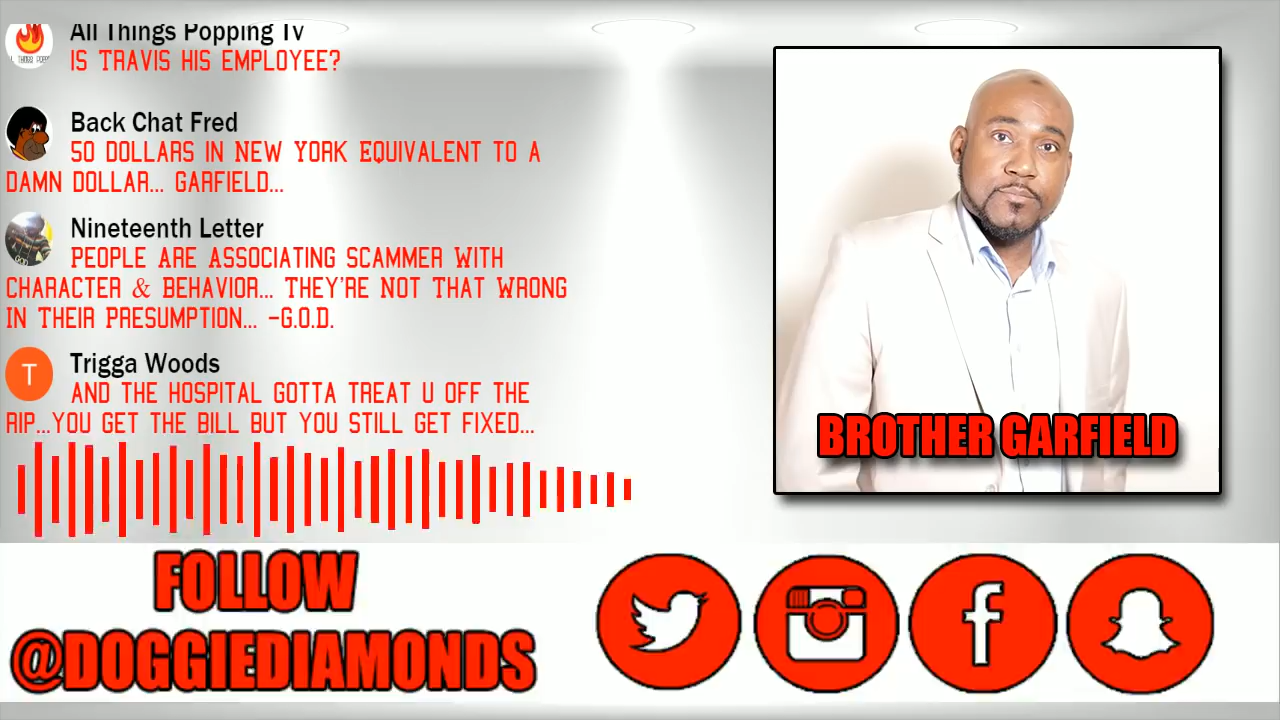 All Things Popping Tv
IS TRAVIS HIS EMPLOYEE?
Back Chat Fred
50 DOLLARS IN NEW YORK EQUIVALENT TO A
DAMN DOLLAR... GARFIELD...
Nineteenth Letter
PEOPLE ARE ASSOCIATING SCAMMER WITH
CHARACTER & BEHAVIOR... THEY'RE NOT THAT WRONG
IN THEIR PRESUMPTION... -G.O.D.
T
Trigga Woods
AND THE HOSPITAL GOTTA TREAT U OFF THE
RIP...YOU GET THE BILL BUT YOU STILL GET FIXED...
BROTHER GARFIELD
FOLLOW
@DOGGIEDIAMONDS